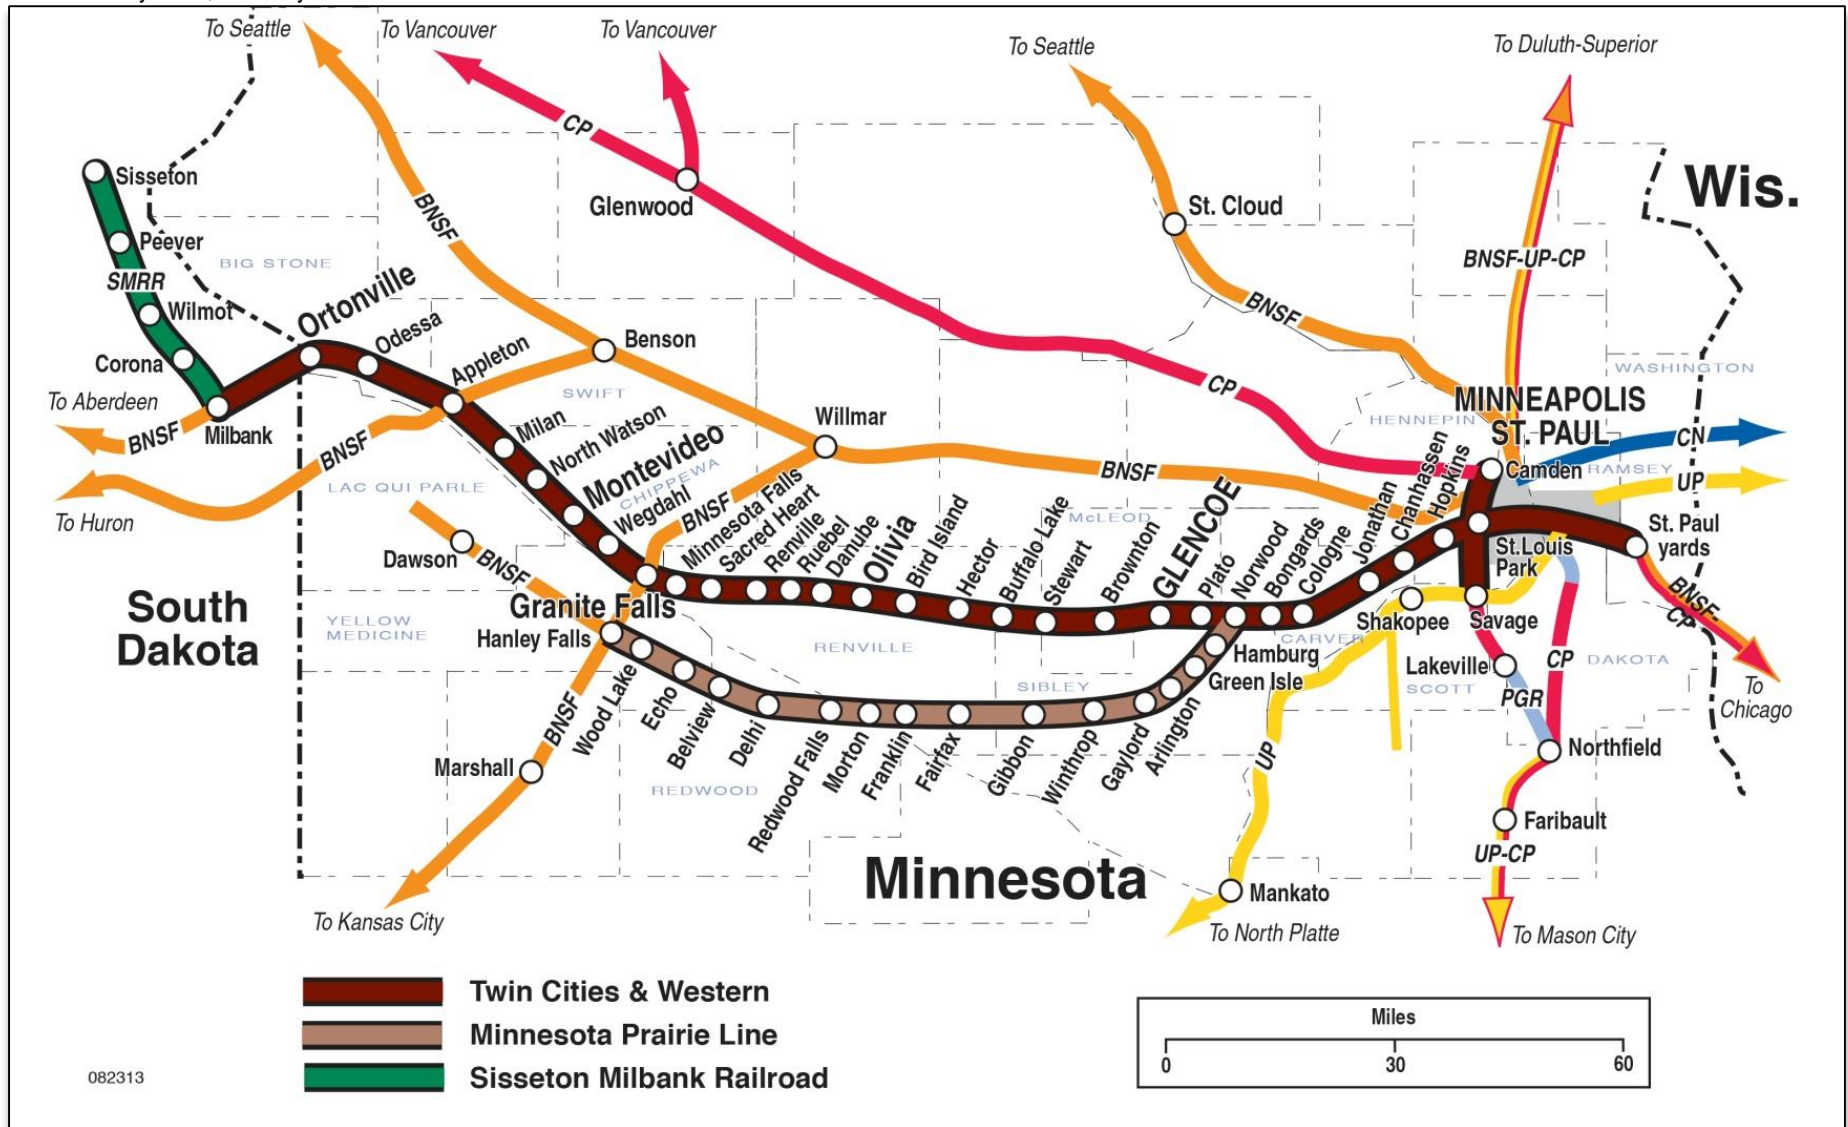 To Seattle
To Vancouver
To Vancouver
To Seattle
To Duluth-Superior
CP
Wis.
Sisseton
Glenwood
St. Cloud
BNSF
Peever
BIG STONE
BNSF-UP-CP
SMRR
Wilmot
Ortonville
Odessa
BNSF
Corona
Appleton
Benson
WASHINGTON
SWIFT
CP
To Aberdeen
BNSF
Milbank
Milan
North Watson
Willmar
HENNEPIN
MINNEAPOLIS
ST. PAUL
CN
BNSF
Montevideo
CHIPPEWA
BNSF
Camden
RAMSEY
UP
LAC QUI PARLE
To Huron
Wegdahl
BNSF
Minnesota Falls
Sacred Heart
Renville
Ruebel
Danube
Olivia
Bird Island
Hector
Buffalo Lake
Stewart
McLEOD
Brownton
GLENCOE
Plato
Norwood
Bongards
Cologne
Jonathan
Chanhassen
Hopkins
St. Paul
yards
St.Louis
Park
Dawson
BNSF
South
Dakota
YELLOW
MEDICINE
Granite Falls
Hanley Falls
RENVILLE
CARVER
Shakopee
Savage
BNSF-
CP
Hamburg
Green Isle
Lakeville
CP
DAKOTA
SIBLEY
SCOTT
PGR
To
Chicago
BNSF
Wood Lake
Echo
Belview
Delhi
Redwood Falls
Morton
Franklin
Fairfax
Gibbon
Winthrop
Gaylord
Arlington
UP
Northfield
Marshall
REDWOOD
Faribault
UP-CP
Minnesota
Mankato
To Kansas City
To North Platte
To Mason City
Twin Cities & Western
Minnesota Prairie Line
Sisseton Milbank Railroad
Miles
0 30 60
082313